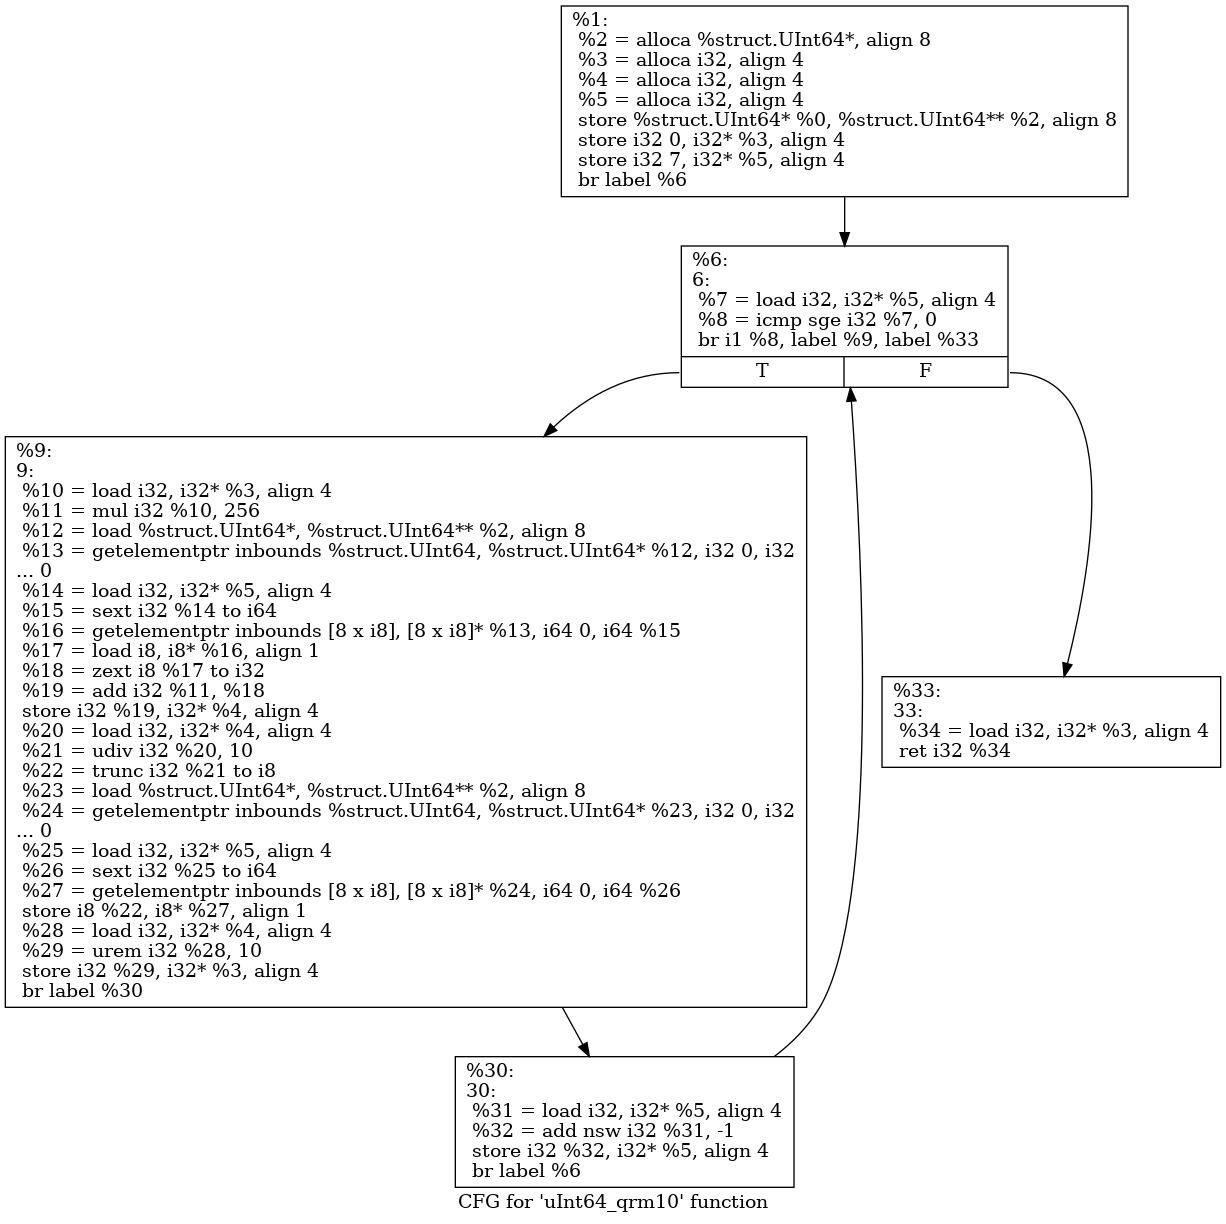 %1:
%2 = alloca %struct.UInt64*, align 8
%3 = alloca i32, align 4
%4 = alloca i32, align 4
%5 = alloca i32, align 4
store %struct.UInt64* %0, %struct.UInt64** %2, align 8
store i32 0, i32* %3, align 4
store i32 7, i32* %5, align 4
br label %6
%6:
6:
%7 = load i32, i32* %5, align 4
%8 = icmp sge i32 %7, 0
br i1 %8, label %9, label %33
T F
%9:
9:
%10 = load i32, i32* %3, align 4
%11 = mul i32 %10, 256
%12 = load %struct.UInt64*, %struct.UInt64** %2, align 8
%13 = getelementptr inbounds %struct.UInt64, %struct.UInt64* %12, i32 0, i32
... 0
%14 = load i32, i32* %5, align 4
%15 = sext i32 %14 to i64
%16 = getelementptr inbounds [8 x i8], [8 x i8]* %13, i64 0, i64 %15
%17 = load i8, i8* %16, align 1
%18 = zext i8 %17 to i32
%19 = add i32 %11, %18
store i32 %19, i32* %4, align 4
%20 = load i32, i32* %4, align 4
%21 = udiv i32 %20, 10
%22 = trunc i32 %21 to i8
%23 = load %struct.UInt64*, %struct.UInt64** %2, align 8
%24 = getelementptr inbounds %struct.UInt64, %struct.UInt64* %23, i32 0, i32
... 0
%25 = load i32, i32* %5, align 4
%26 = sext i32 %25 to i64
%27 = getelementptr inbounds [8 x i8], [8 x i8]* %24, i64 0, i64 %26
store i8 %22, i8* %27, align 1
%28 = load i32, i32* %4, align 4
%29 = urem i32 %28, 10
store i32 %29, i32* %3, align 4
br label %30
%33:
33:
%34 = load i32, i32* %3, align 4
ret i32 %34
%30:
30:
%31 = load i32, i32* %5, align 4
%32 = add nsw i32 %31, -1
store i32 %32, i32* %5, align 4
br label %6
CFG for 'uInt64_qrm10' function